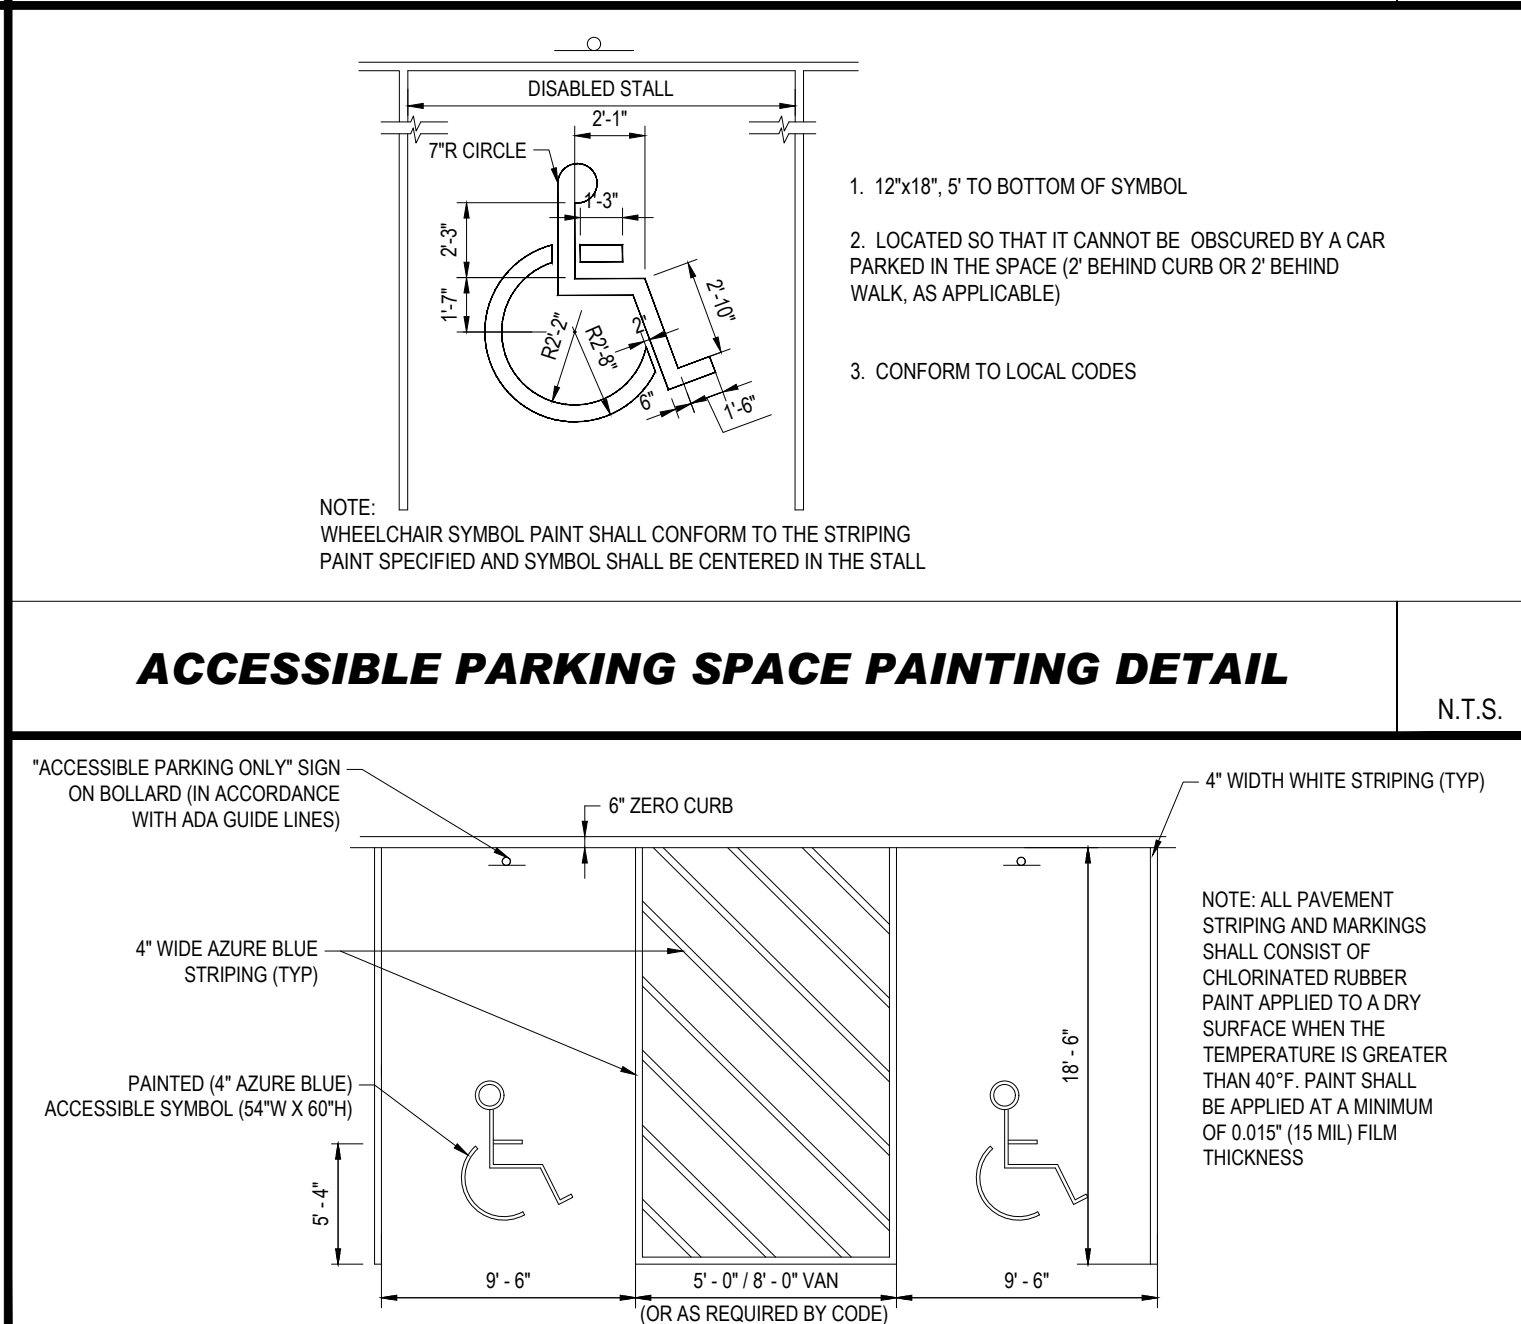 DISABLED STALL
2'-1"
7"R CIRCLE
1'-3"
2'-3"
1'-7"
R2'-2"
R2'-8"
2"
2'-10"
6"
1'-6"
1. 12"x18", 5' TO BOTTOM OF SYMBOL
2. LOCATED SO THAT IT CANNOT BE OBSCURED BY A CAR
PARKED IN THE SPACE (2' BEHIND CURB OR 2' BEHIND
WALK, AS APPLICABLE)
3. CONFORM TO LOCAL CODES
NOTE:
WHEELCHAIR SYMBOL PAINT SHALL CONFORM TO THE STRIPING
PAINT SPECIFIED AND SYMBOL SHALL BE CENTERED IN THE STALL
ACCESSIBLE PARKING SPACE PAINTING DETAIL
N.T.S.
"ACCESSIBLE PARKING ONLY" SIGN
ON BOLLARD (IN ACCORDANCE
WITH ADA GUIDE LINES)
6" ZERO CURB
4" WIDTH WHITE STRIPING (TYP)
4" WIDE AZURE BLUE
STRIPING (TYP)
PAINTED (4" AZURE BLUE)
ACCESSIBLE SYMBOL (54"W X 60"H)
5' - 4"
18' - 6"
NOTE: ALL PAVEMENT
STRIPING AND MARKINGS
SHALL CONSIST OF
CHLORINATED RUBBER
PAINT APPLIED TO A DRY
SURFACE WHEN THE
TEMPERATURE IS GREATER
THAN 40°F. PAINT SHALL
BE APPLIED AT A MINIMUM
OF 0.015" (15 MIL) FILM
THICKNESS
9' - 6"
5' - 0" / 8' - 0" VAN
(OR AS REQUIRED BY CODE)
9' - 6"